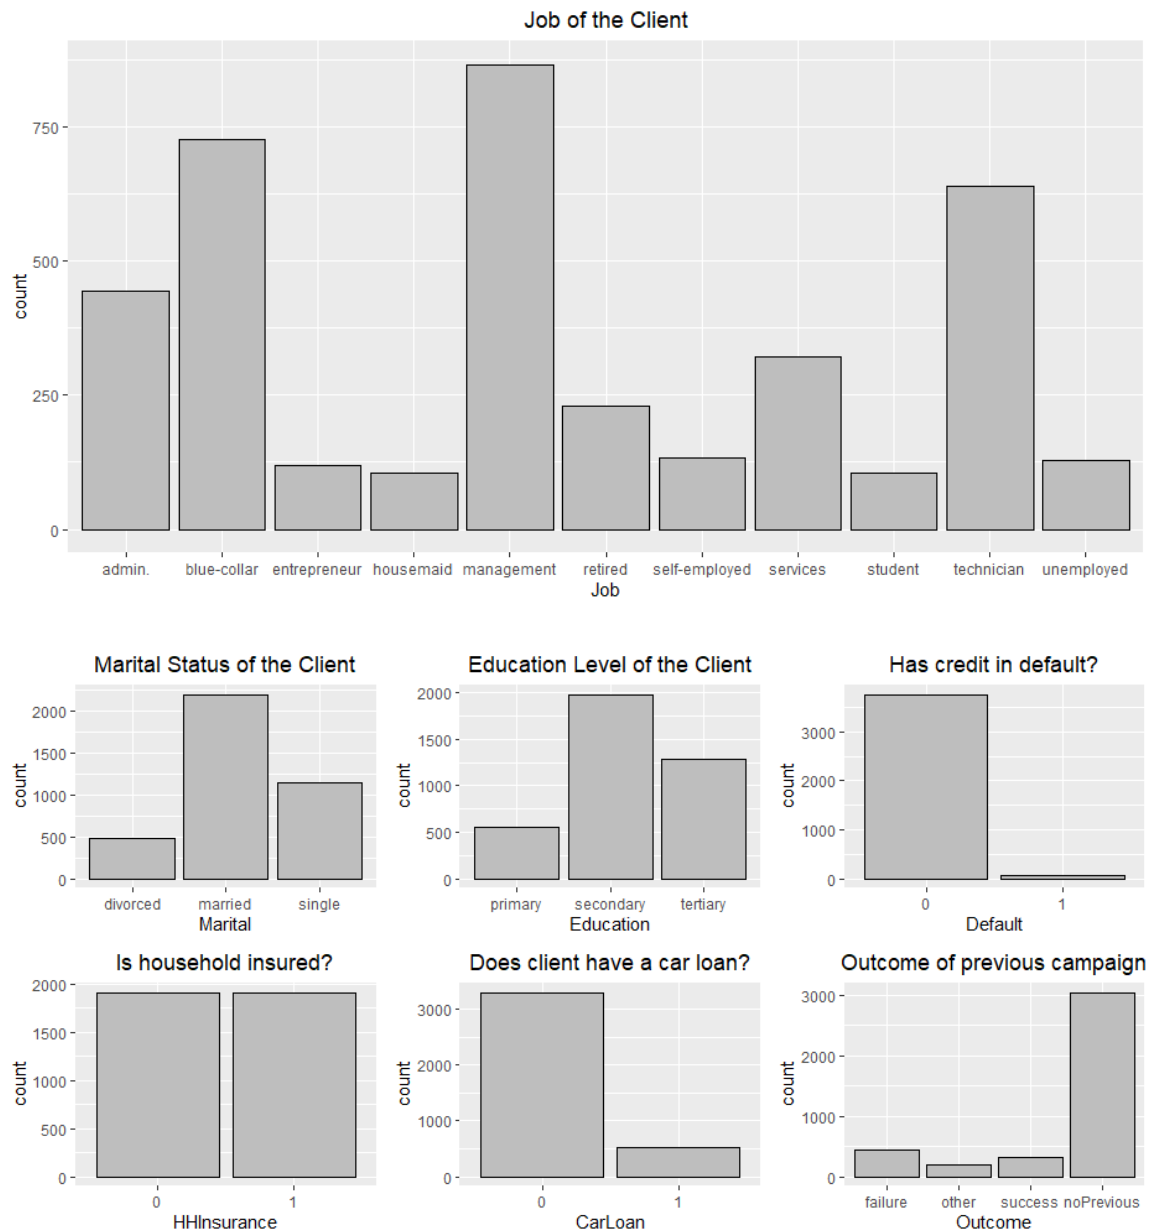 Job of the Client
count
750
500
250
0
admin. blue-collar entrepreneur housemaid management retired self-employed services student technician unemployed
Job
Marital Status of the Client
count
2000
1500
1000
500
0
divorced married single
Marital
Education Level of the Client
count
2000
1500
1000
500
0
primary secondary tertiary
Education
Has credit in default?
count
3000
2000
1000
0
0 1
Default
Is household insured?
count
2000
1500
1000
500
0
0 1
HHInsurance
Does client have a car loan?
count
3000
2000
1000
0
0 1
CarLoan
Outcome of previous campaign
count
3000
2000
1000
0
failure other success noPrevious
Outcome